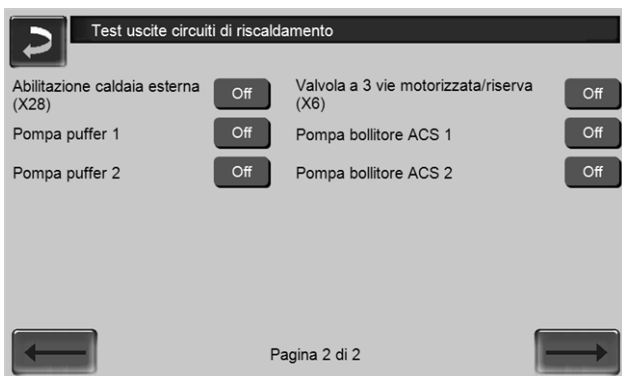 Test uscite circuiti di riscaldamento
Abilitazione caldaia esterna
(X28)
Off
Valvola a 3 vie motorizzata/riserva
(X6)
Off
Pompa puffer 1
Off
Pompa bollitore ACS 1
Off
Pompa puffer 2
Off
Pompa bollitore ACS 2
Off
Pagina 2 di 2